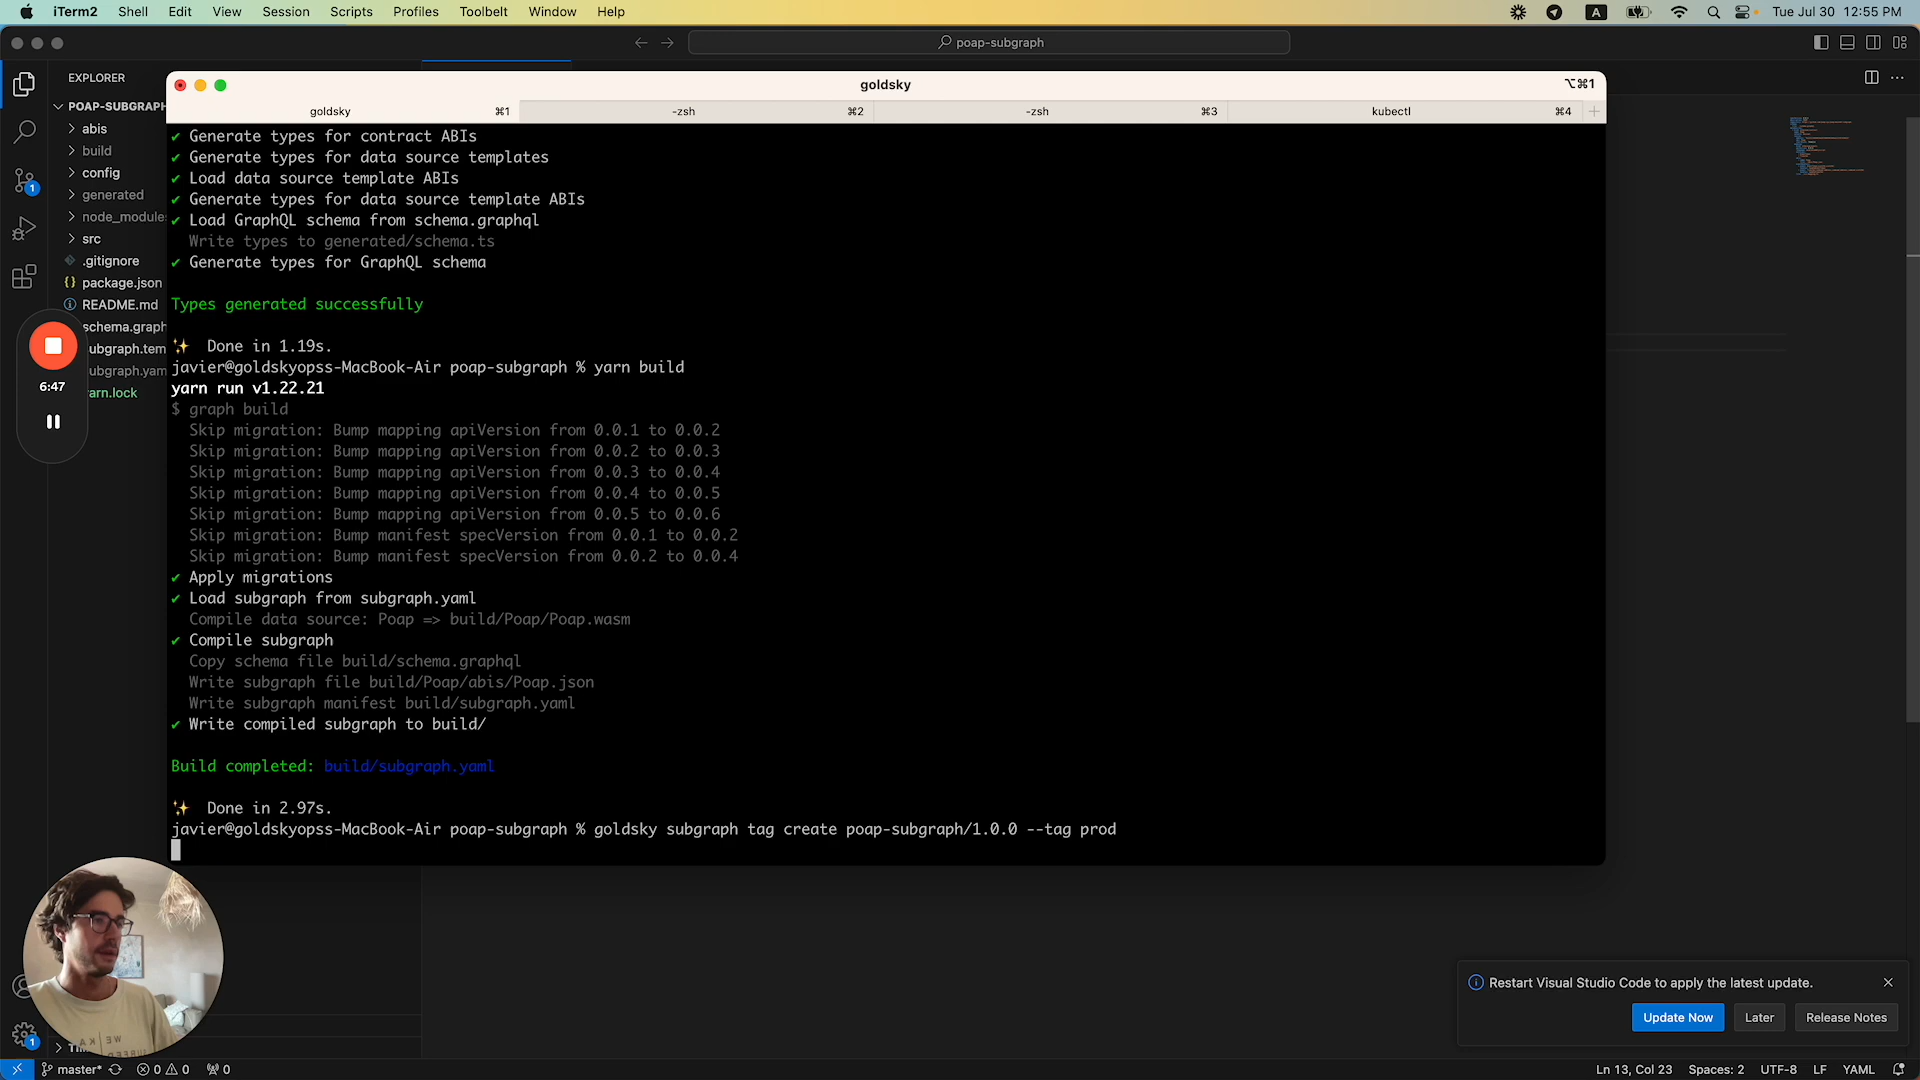 iTerm2 Shell Edit View Session Scripts Profiles Toolbelt Window Help
A
Tue Jul 30 12:55 PM
poap-subgraph
EXPLORER
POAP-SUBGRAPH
abis
build
config
generated
node_modules
src
.gitignore
package.json
README.md
schema.graph
ubgraph.tem
ubgraph.yam
arn.lock
1
6:47
goldsky
⌥⌘1
goldsky ⌘1
-zsh ⌘2
-zsh ⌘3
kubectl ⌘4
✔ Generate types for contract ABIs
✔ Generate types for data source templates
✔ Load data source template ABIs
✔ Generate types for data source template ABIs
✔ Load GraphQL schema from schema.graphql
Write types to generated/schema.ts
✔ Generate types for GraphQL schema
Types generated successfully
✨ Done in 1.19s.
javier@goldskyopss-MacBook-Air poap-subgraph % yarn build
yarn run v1.22.21
$ graph build
Skip migration: Bump mapping apiVersion from 0.0.1 to 0.0.2
Skip migration: Bump mapping apiVersion from 0.0.2 to 0.0.3
Skip migration: Bump mapping apiVersion from 0.0.3 to 0.0.4
Skip migration: Bump mapping apiVersion from 0.0.4 to 0.0.5
Skip migration: Bump mapping apiVersion from 0.0.5 to 0.0.6
Skip migration: Bump manifest specVersion from 0.0.1 to 0.0.2
Skip migration: Bump manifest specVersion from 0.0.2 to 0.0.4
✔ Apply migrations
✔ Load subgraph from subgraph.yaml
Compile data source: Poap => build/Poap/Poap.wasm
✔ Compile subgraph
Copy schema file build/schema.graphql
Write subgraph file build/Poap/abis/Poap.json
Write subgraph manifest build/subgraph.yaml
✔ Write compiled subgraph to build/
Build completed: build/subgraph.yaml
✨ Done in 2.97s.
javier@goldskyopss-MacBook-Air poap-subgraph % goldsky subgraph tag create poap-subgraph/1.0.0 --tag prod
Restart Visual Studio Code to apply the latest update.
Update Now
Later
Release Notes
1
master*
0 0
0
Ln 13, Col 23
Spaces: 2
UTF-8
LF
YAML